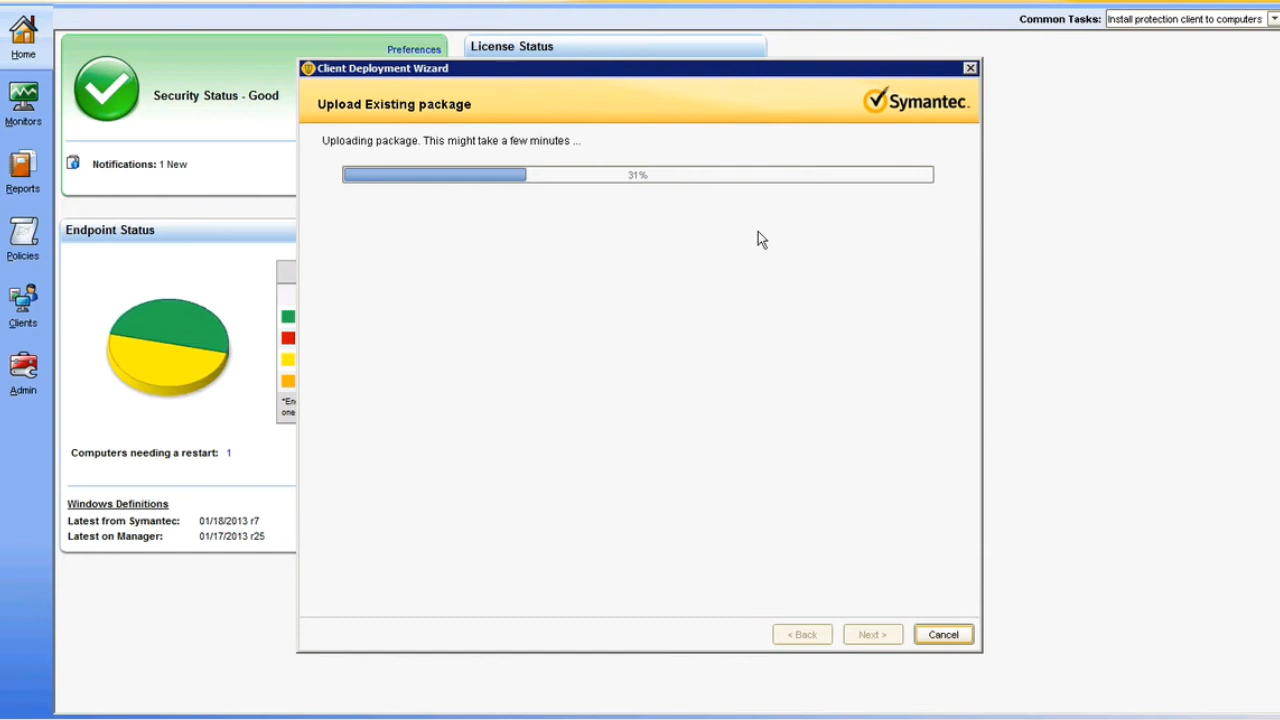 Common Tasks: Install protection client to computers
Home
Monitors
Reports
Policies
Clients
Admin
Preferences
Security Status - Good
Notifications: 1 New
License Status
Endpoint Status
*En
one
Computers needing a restart: 1
Windows Definitions
Latest from Symantec: 01/18/2013 r7
Latest on Manager: 01/17/2013 r25
Client Deployment Wizard
Upload Existing package
Symantec.
Uploading package. This might take a few minutes ...
31%
< Back
Next >
Cancel